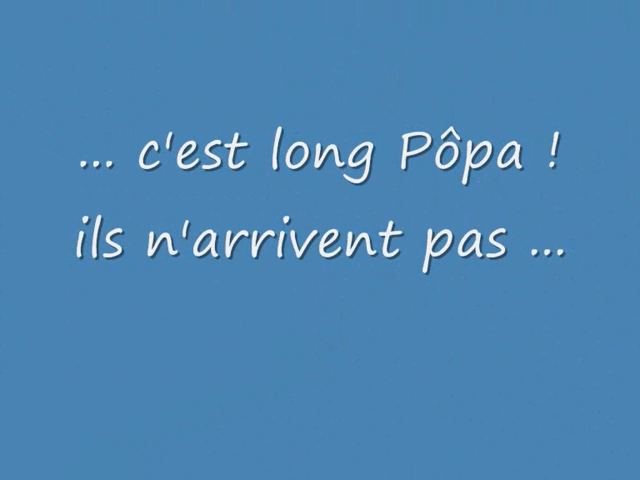 ... c'est long Pôpa !
ils n'arrivent pas ...